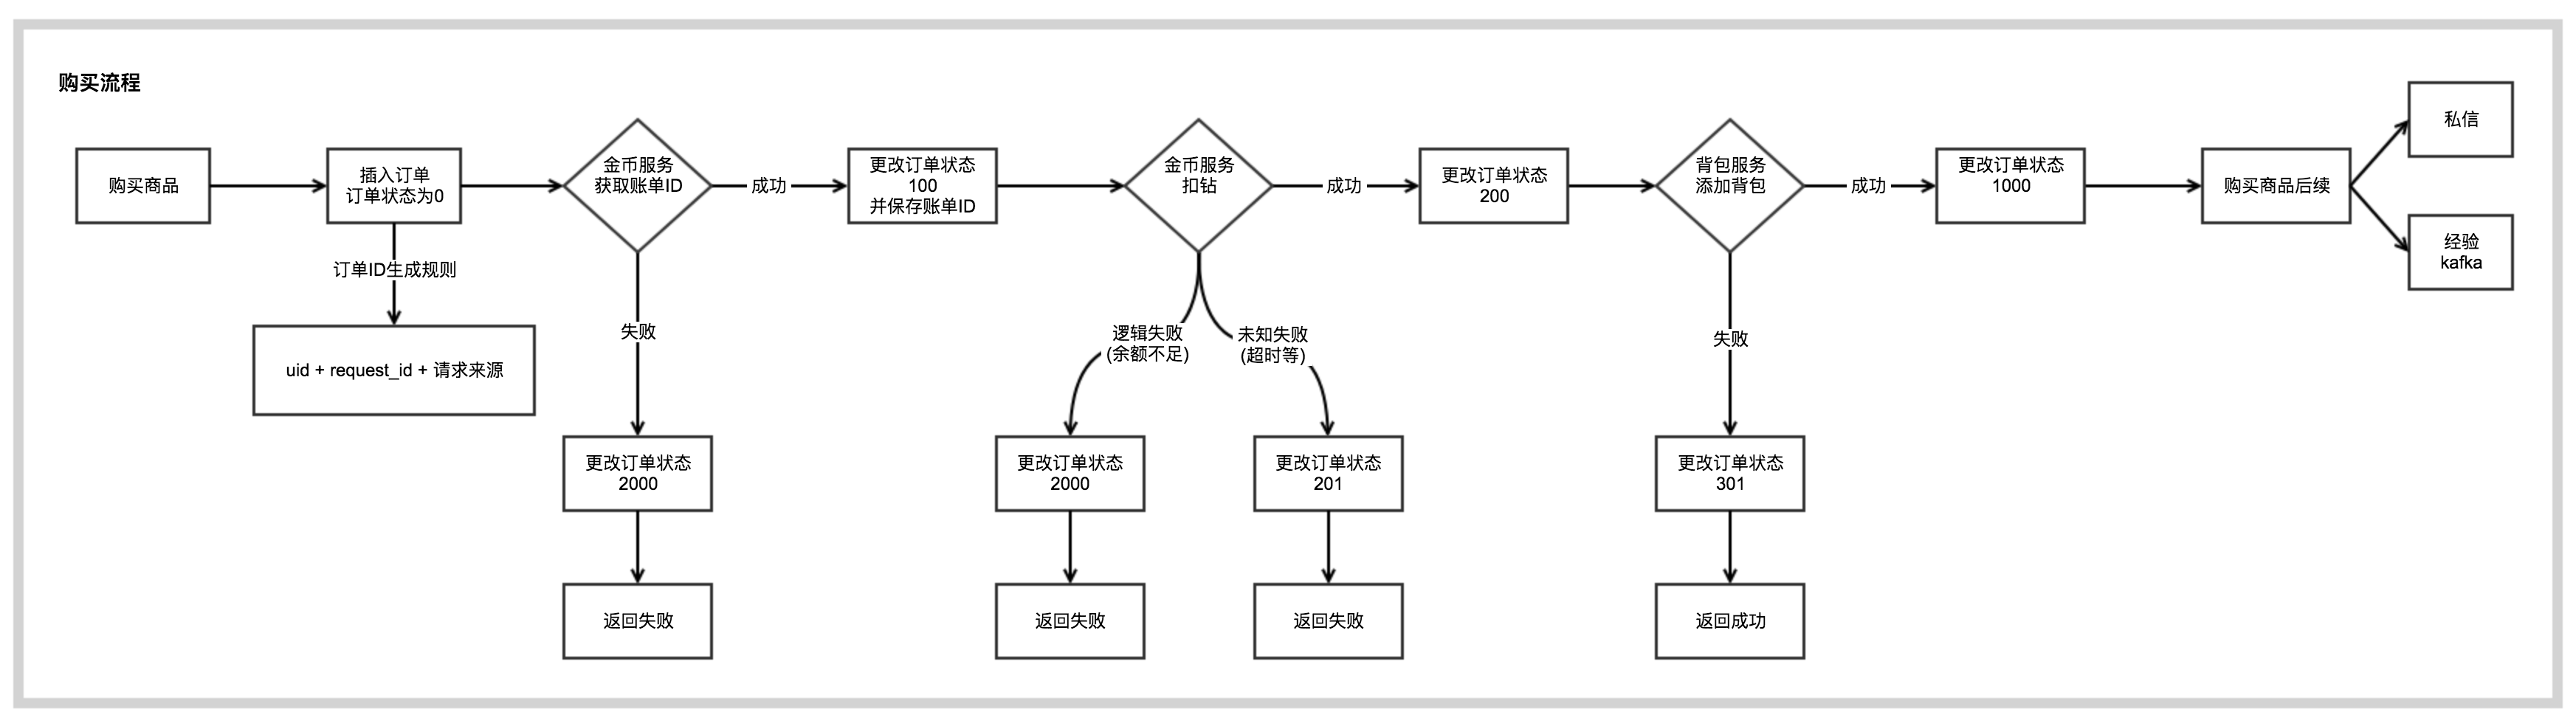 购买流程
购买商品
插入订单
订单状态为0
订单ID生成规则
uid + request_id + 请求来源
金币服务
获取账单ID
成功
失败
更改订单状态
2000
返回失败
更改订单状态
100
并保存账单ID
金币服务
扣钻
成功
逻辑失败
(余额不足)
更改订单状态
2000
返回失败
未知失败
(超时等)
更改订单状态
201
返回失败
更改订单状态
200
背包服务
添加背包
成功
失败
更改订单状态
301
返回成功
更改订单状态
1000
购买商品后续
私信
经验
kafka